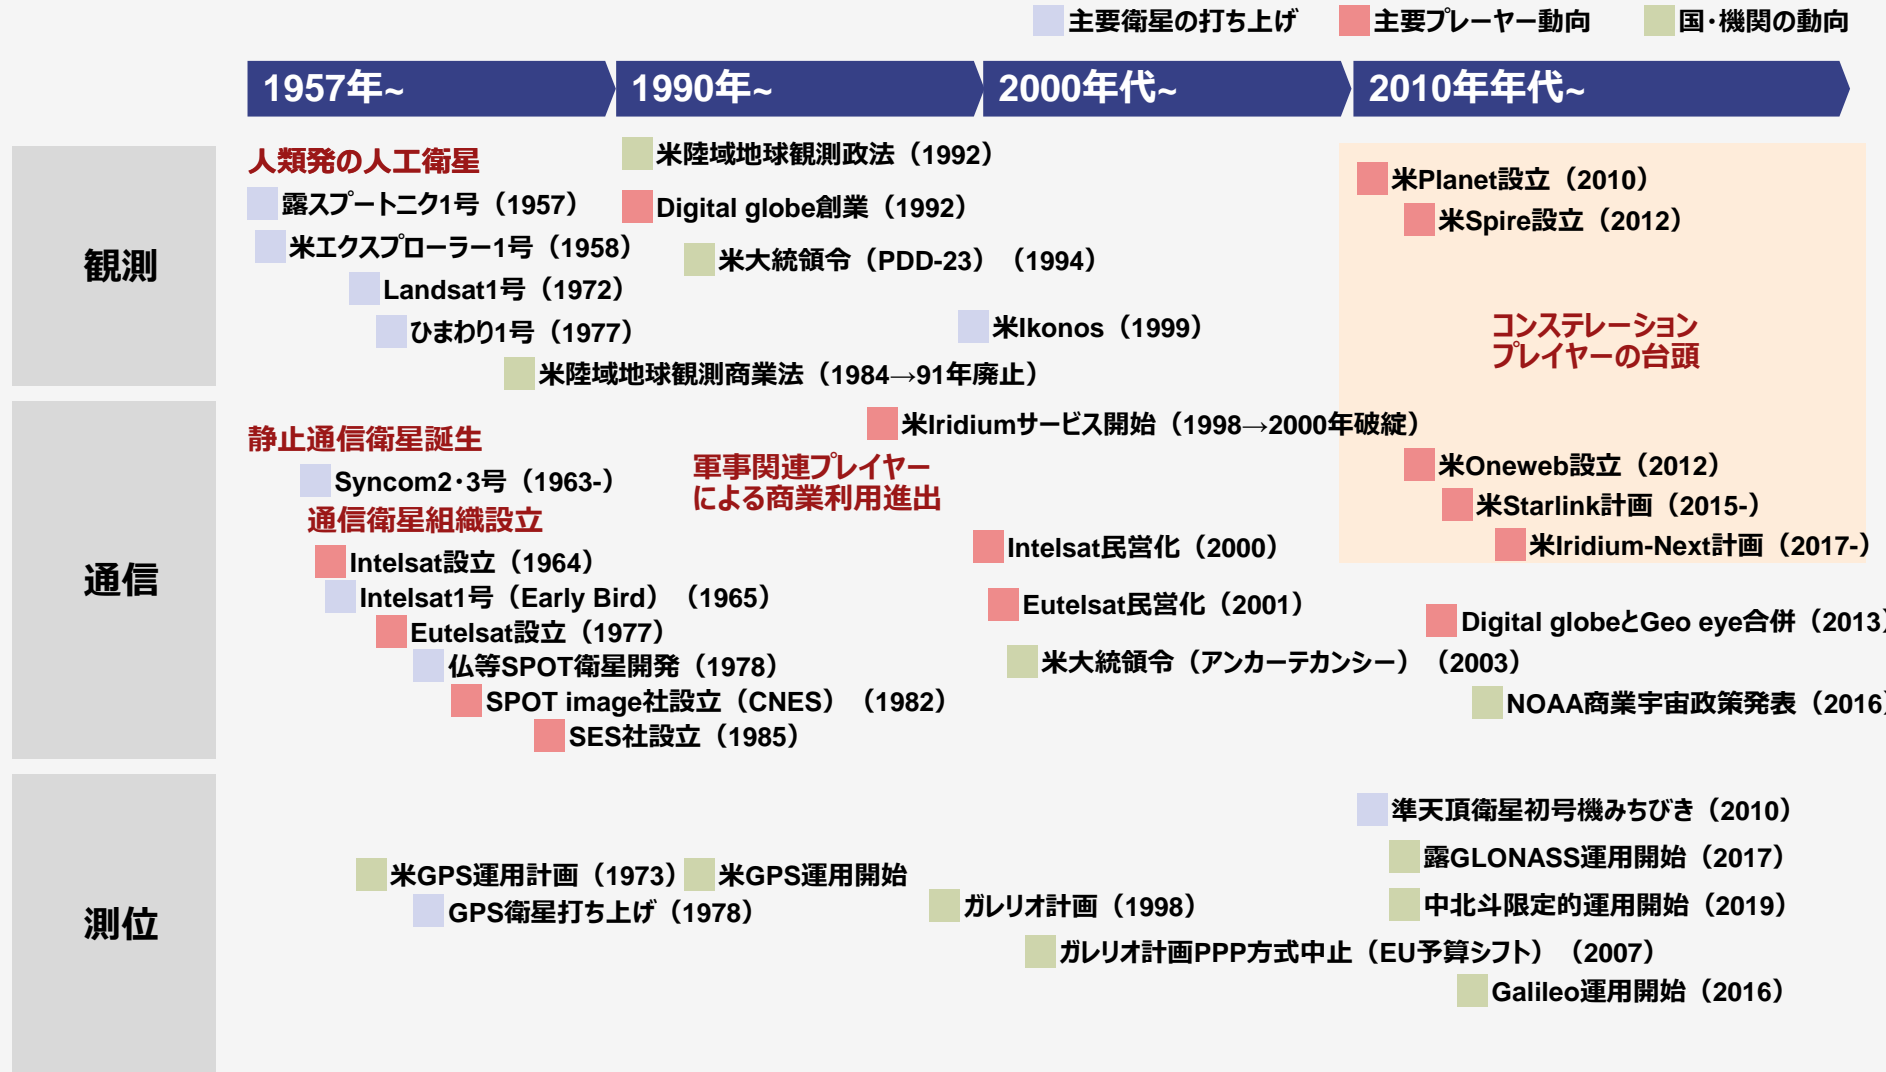 主要衛星の打ち上げ
主要プレーヤー動向
国・機関の動向
1957年~
1990年~
2000年代~
2010年年代~
観測
人類発の人工衛星
露スプートニク1号（1957）
米エクスプローラー1号（1958）
Landsat1号（1972）
ひまわり1号（1977）
米陸域地球観測商業法（1984→91年廃止）
米陸域地球観測政法（1992）
Digital globe創業（1992）
米大統領令（PDD-23）（1994）
米Ikonos（1999）
米Planet設立（2010）
米Spire設立（2012）
コンステレーション
プレイヤーの台頭
通信
静止通信衛星誕生
Syncom2・3号（1963-）
通信衛星組織設立
Intelsat設立（1964）
Intelsat1号（Early Bird）（1965）
Eutelsat設立（1977）
仏等SPOT衛星開発（1978）
SPOT image社設立（CNES）（1982）
SES社設立（1985）
米Iridiumサービス開始（1998→2000年破綻）
軍事関連プレイヤー
による商業利用進出
Intelsat民営化（2000）
Eutelsat民営化（2001）
米大統領令（アンカーテカンシー）（2003）
米Oneweb設立（2012）
米Starlink計画（2015-）
米Iridium-Next計画（2017-）
Digital globeとGeo eye合併（2013）
NOAA商業宇宙政策発表（2016）
測位
米GPS運用計画（1973）
GPS衛星打ち上げ（1978）
米GPS運用開始
ガレリオ計画（1998）
ガレリオ計画PPP方式中止（EU予算シフト）（2007）
準天頂衛星初号機みちびき（2010）
露GLONASS運用開始（2017）
中北斗限定的運用開始（2019）
Galileo運用開始（2016）